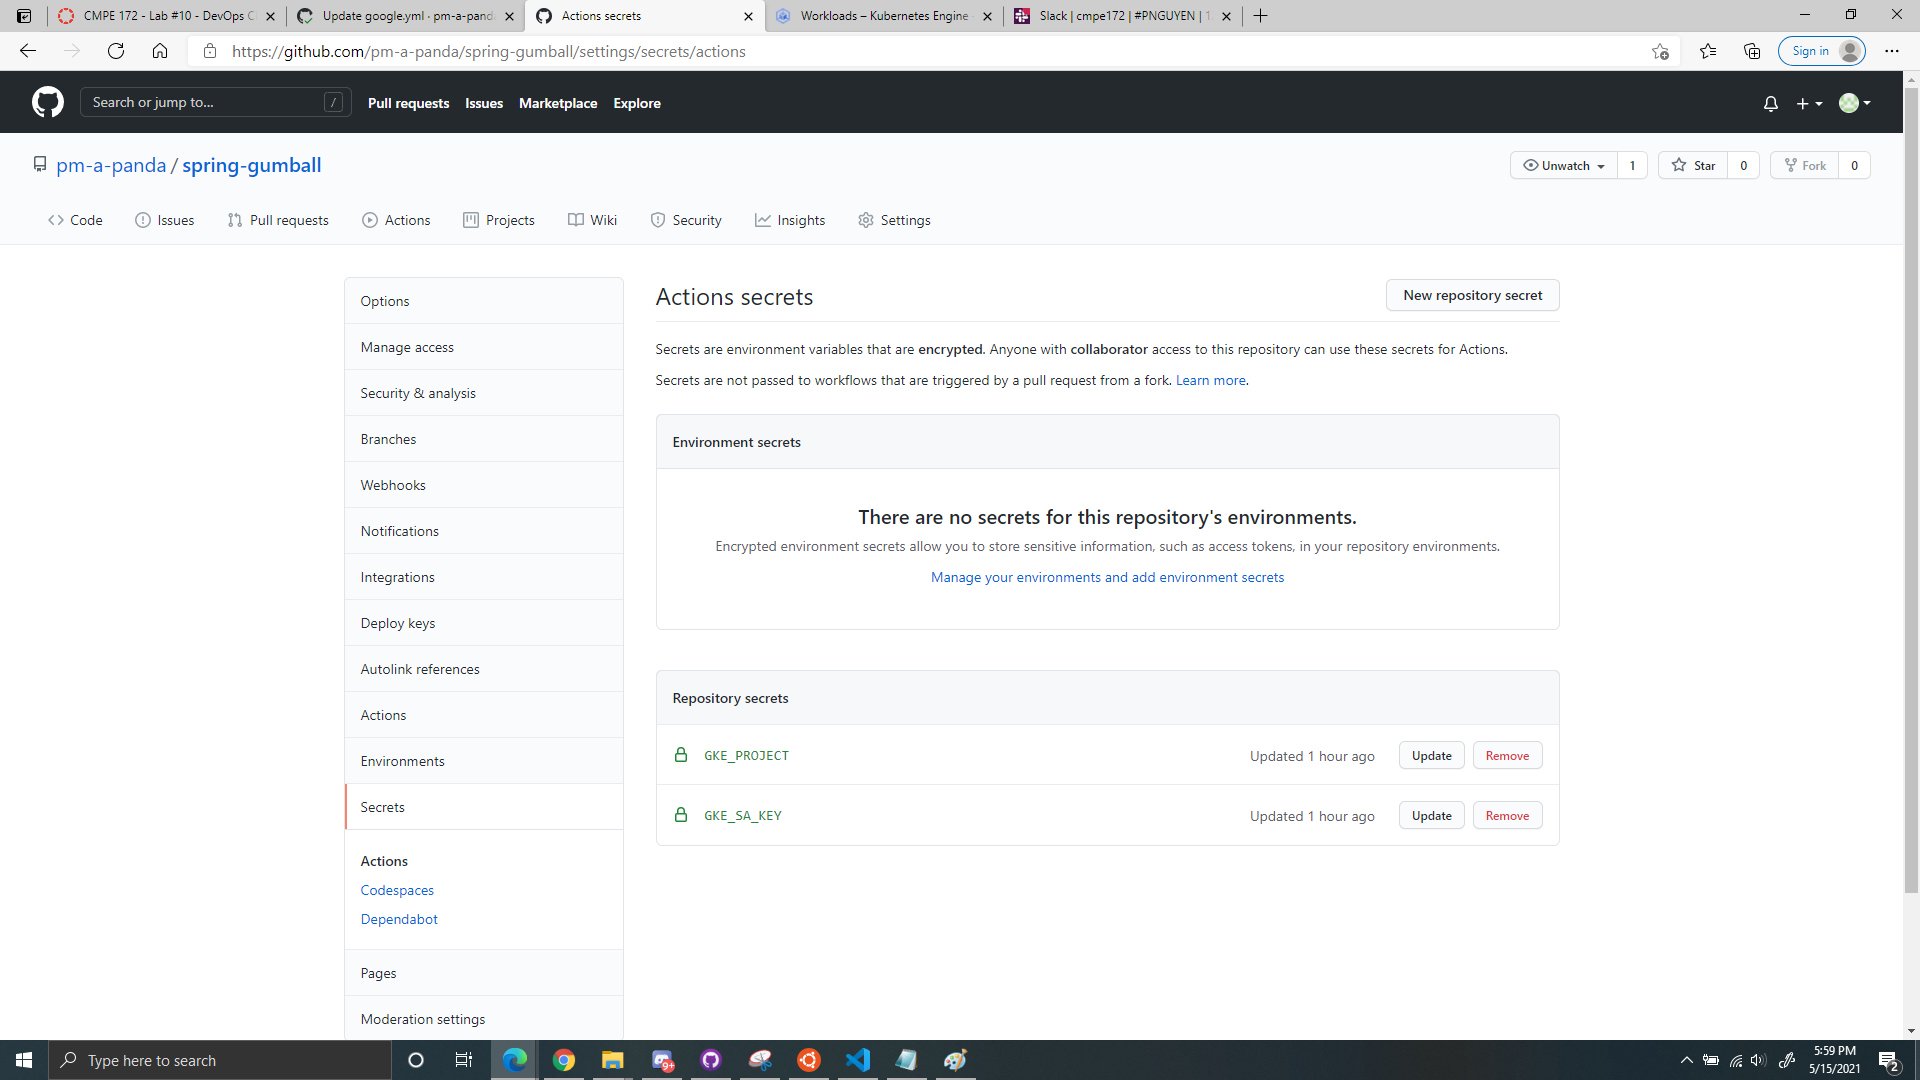 CMPE 172 - Lab #10 - DevOps C
Update google.yml · pm-a-panda
Actions secrets
Workloads – Kubernetes Engine
Slack | cmpe172 | #PNGUYEN | 1
https://github.com/pm-a-panda/spring-gumball/settings/secrets/actions
Sign in
Search or jump to...
/
Pull requests
Issues
Marketplace
Explore
pm-a-panda / spring-gumball
Unwatch
1
Star
0
Fork
0
Code
Issues
Pull requests
Actions
Projects
Wiki
Security
Insights
Settings
Options
Manage access
Security & analysis
Branches
Webhooks
Notifications
Integrations
Deploy keys
Autolink references
Actions
Environments
Secrets
Actions
Codespaces
Dependabot
Pages
Moderation settings
Actions secrets
New repository secret
Secrets are environment variables that are encrypted. Anyone with collaborator access to this repository can use these secrets for Actions.
Secrets are not passed to workflows that are triggered by a pull request from a fork. Learn more.
Environment secrets
There are no secrets for this repository's environments.
Encrypted environment secrets allow you to store sensitive information, such as access tokens, in your repository environments.
Manage your environments and add environment secrets
Repository secrets
GKE_PROJECT
Updated 1 hour ago
Update
Remove
GKE_SA_KEY
Updated 1 hour ago
Update
Remove
Type here to search
9+
5:59 PM
5/15/2021
2